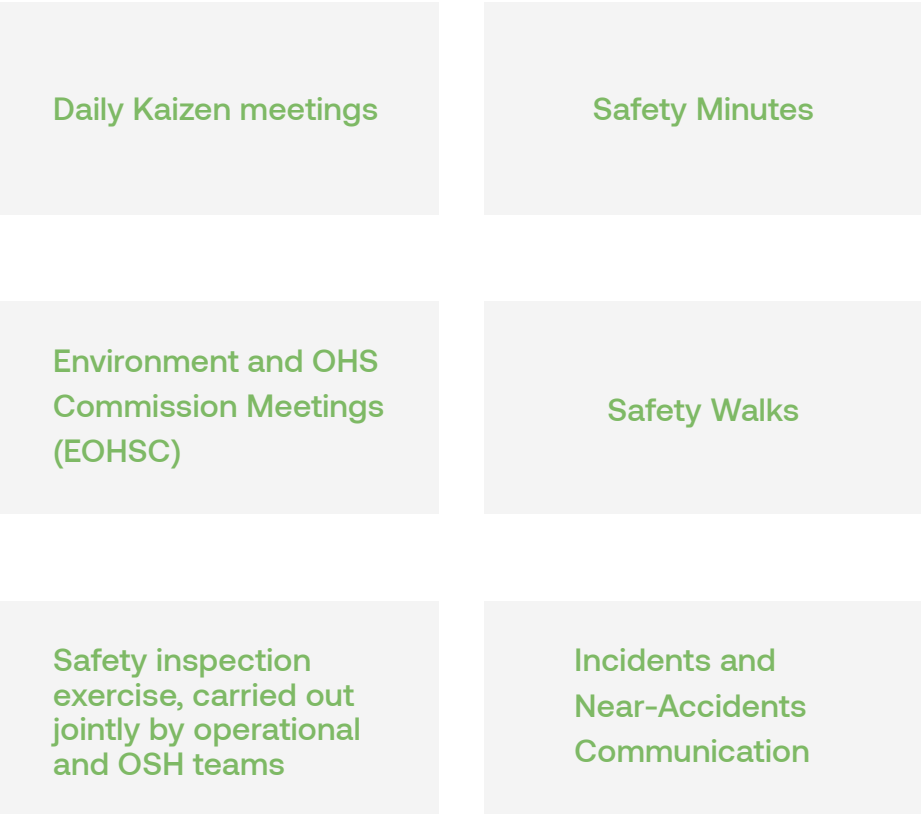 Daily Kaizen meetings
Safety Minutes
Environment and OHS
Commission Meetings
(EOHSC)
Safety Walks
Safety inspection
exercise, carried out
jointly by operational
and OSH teams
Incidents and
Near-Accidents
Communication